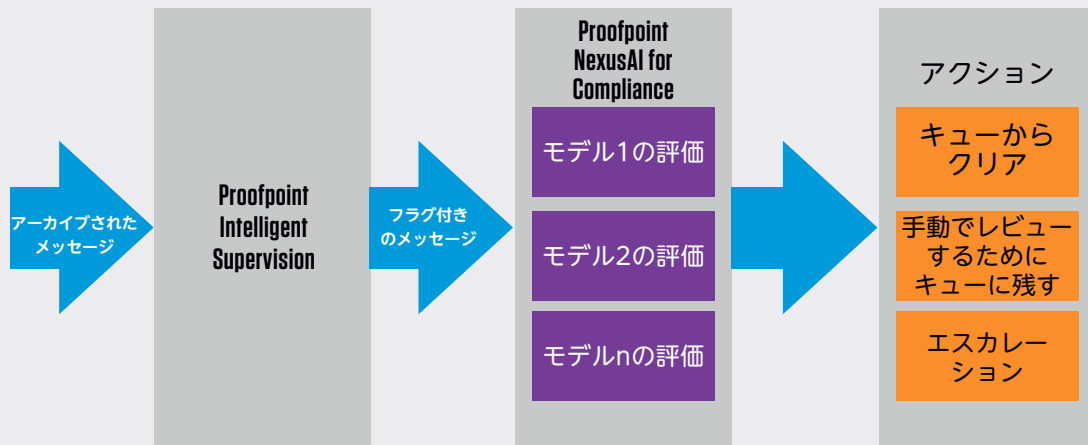 アーカイブされた
メッセージ
Proofpoint
Intelligent
Supervision
フラグ付き
のメッセージ
Proofpoint
NexusAI for
Compliance
モデル1の評価
モデル2の評価
モデルnの評価
アクション
キューから
クリア
手動でレビュー
するために
キューに残す
エスカレー
ション